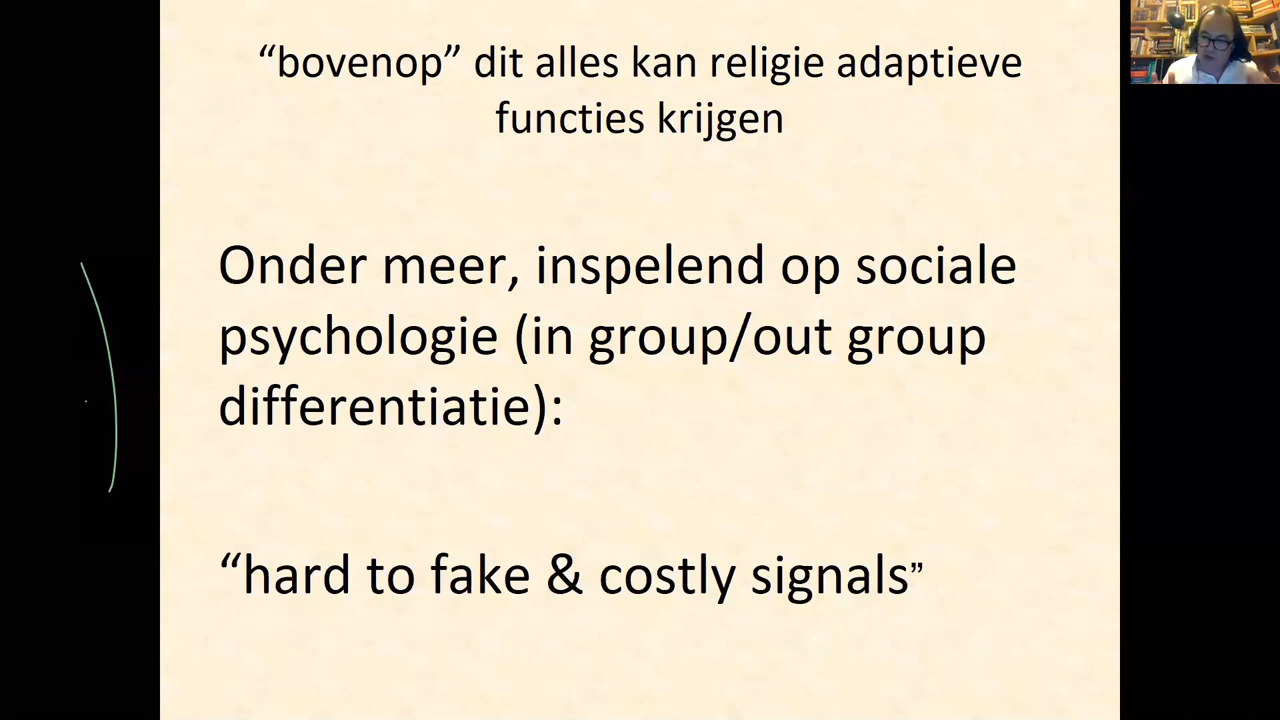 “bovenop” dit alles kan religie adaptieve
functies krijgen
Onder meer, inspelend op sociale
psychologie (in group/out group
differentiatie):
“hard to fake & costly signals”